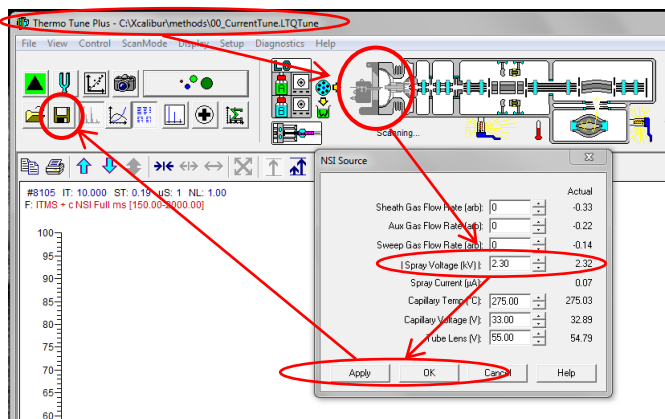 Thermo Tune Plus - C:\Xcalibur\methods\00_CurrentTune.LTQTune
File View Control ScanMode Display Setup Diagnostics Help
LC
A
B
Scanning...
#8105 IT: 10.000 ST: 0.19 uS: 1 NL: 1.00
F: ITMS + c NSI Full ms [150.00-2000.00]
100
95
90
85
80
75
70
65
60
NSI Source
Actual
Sheath Gas Flow Rate (arb): 0 -0.33
Aux Gas Flow Rate (arb): 0 -0.22
Sweep Gas Flow Rate (arb): 0 -0.14
| Spray Voltage (kV) |: 2.30 2.32
Spray Current (µA): 0.07
Capillary Temp (°C): 275.00 275.03
Capillary Voltage (V): 33.00 32.89
Tube Lens (V): 55.00 54.79
Apply OK Cancel Help